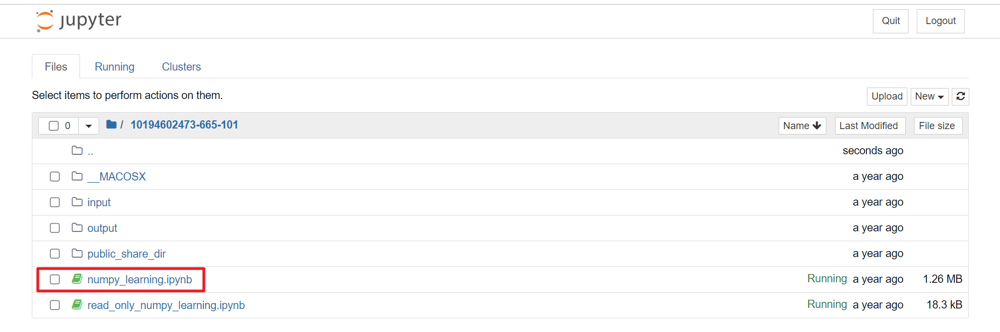 jupyter Quit Logout
Files Running Clusters
Select items to perform actions on them. Upload New
0 / 10194602473-665-101 Name Last Modified File size
.. seconds ago
__MACOSX a year ago
input a year ago
output a year ago
public_share_dir a year ago
numpy_learning.ipynb Running a year ago 1.26 MB
read_only_numpy_learning.ipynb Running a year ago 18.3 kB